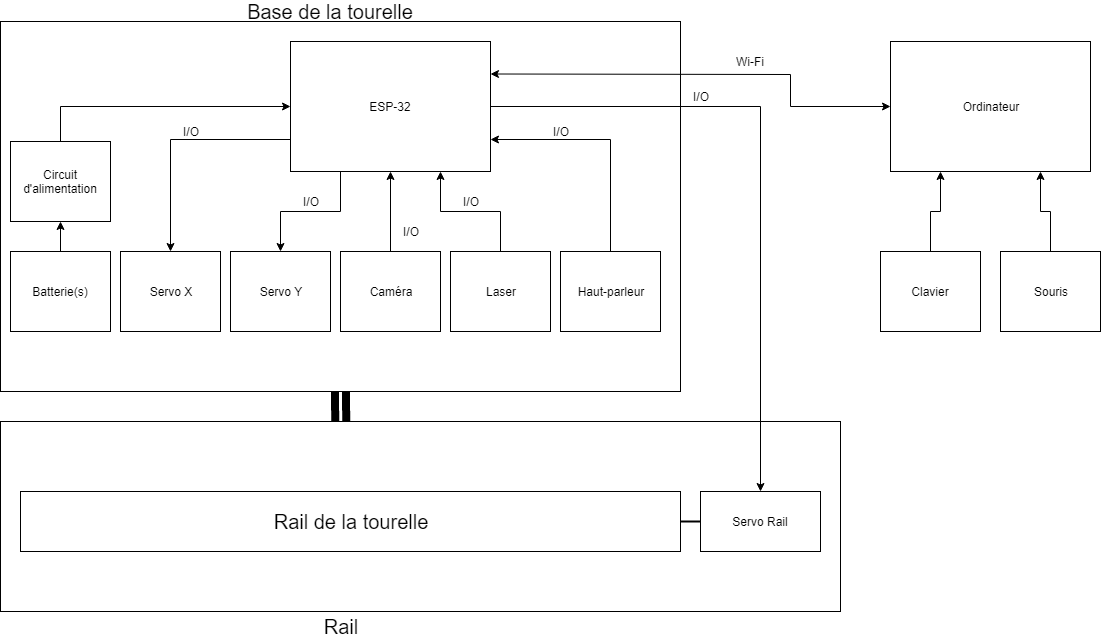 Base de la tourelle
Wi-Fi
I/O
ESP-32
Ordinateur
I/O
I/O
Circuit
d'alimentation
I/O
I/O
I/O
Batterie(s)
Servo X
Servo Y
Caméra
Laser
Haut-parleur
Clavier
Souris
Rail de la tourelle
Servo Rail
Rail